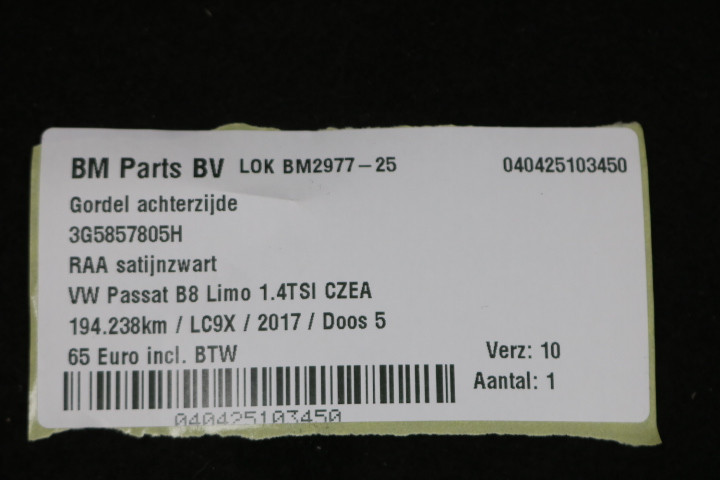 BM Parts BV LOK BM2977-25 040425103450
Gordel achterzijde
3G5857805H
RAA satijnzwart
VW Passat B8 Limo 1.4TSI CZEA
194.238km / LC9X / 2017 / Doos 5
65 Euro incl. BTW Verz: 10
Aantal: 1
040425103450